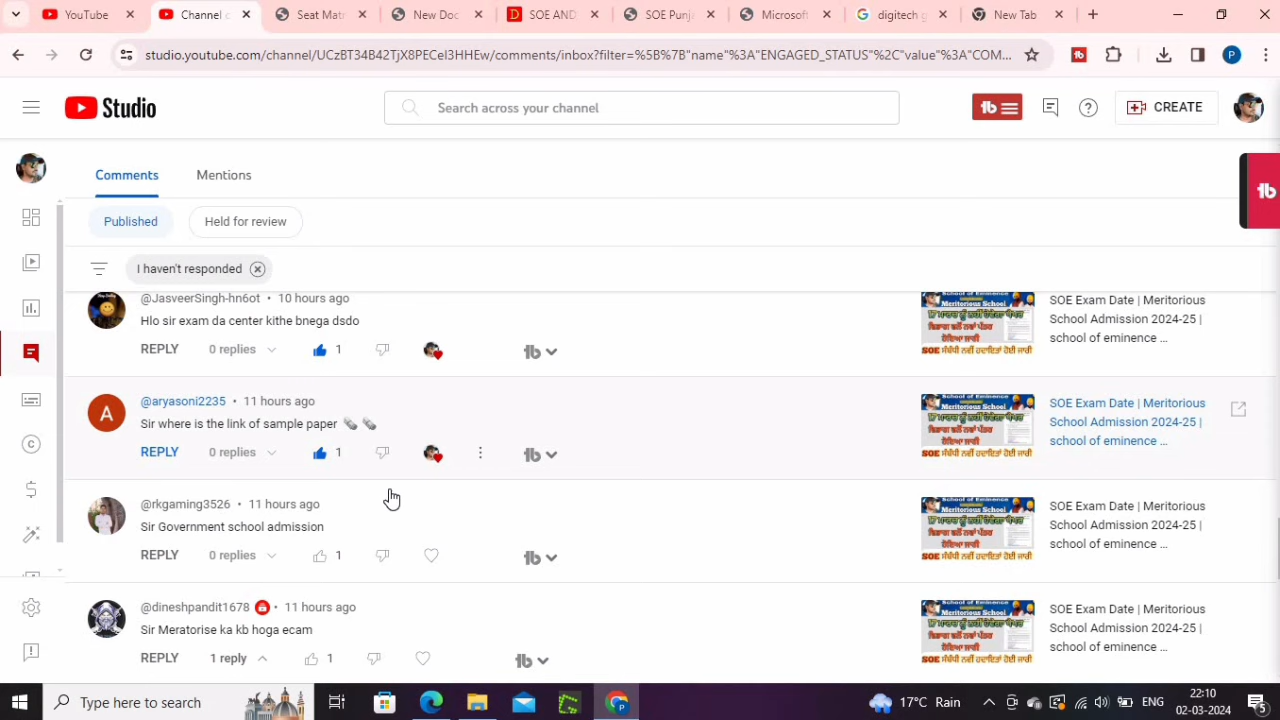 YouTube
Channel c
Seat Mat
New Doc
SOE AND
SOE Punj
Microsoft
digitech g
New Tab
studio.youtube.com/channel/UCzBT34B42TjX8PECel3HHEw/comments/inbox?filter=%5B%7B"name"%3A"ENGAGED_STATUS"%2C"value"%3A"COM...
P
Studio
Search across your channel
CREATE
Comments
Mentions
Published
Held for review
I haven't responded
@JasveerSingh-hn6ot • 10 hours ago
Hlo sir exam da center kithe bnega dsdo
REPLY 0 replies 1
SOE Exam Date | Meritorious
School Admission 2024-25 |
school of eminence ...
@aryasoni2235 • 11 hours ago
Sir where is the link of
paper
REPLY 0 replies 1
A
Meritorious School
SOE Exam Date | Meritorious
School Admission 2024-25 |
school of eminence ...
@rkgaming3526 • 11 hours ago
Sir Government school admission
REPLY 0 replies 1
Meritorious School
SOE Exam Date | Meritorious
School Admission 2024-25 |
school of eminence ...
@dineshpandit1678 • 11 hours ago
Sir Meratorise ka kb hoga ecam
REPLY 1 reply 1
Meritorious School
SOE Exam Date | Meritorious
School Admission 2024-25 |
school of eminence ...
Type here to search
17°C Rain
ENG
22:10
02-03-2024
5